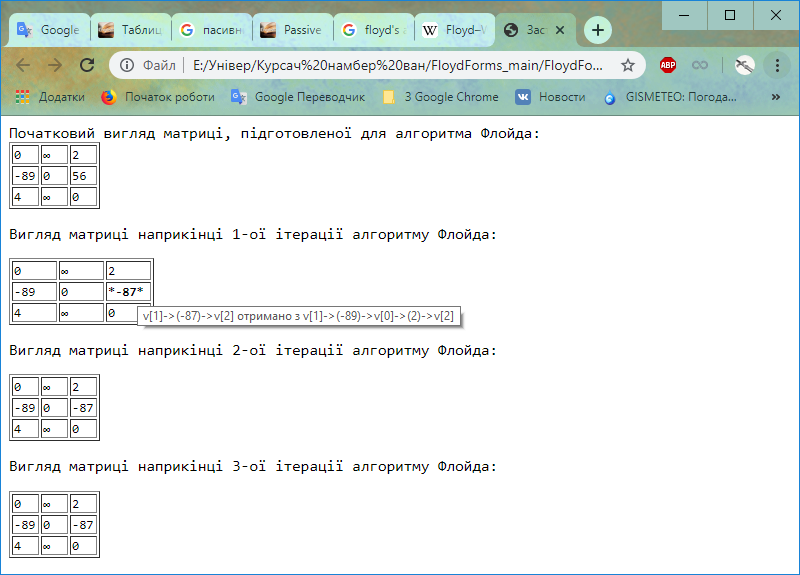 Google
Таблиц
пасивн
Passive
floyd's a
Floyd–W
Заст
Файл
E:/Універ/Курсач%20намбер%20ван/FloydForms_main/FloydFo...
ABP
Додатки
Початок роботи
Google Переводчик
З Google Chrome
Новости
GISMETEO: Погода...
»
Початковий вигляд матриці, підготовленої для алгоритма Флойда:
0 ∞ 2
-89 0 56
4 ∞ 0
Вигляд матриці наприкінці 1-ої ітерації алгоритму Флойда:
0 ∞ 2
-89 0 *-87*
4 ∞ 0
v[1]->(-87)->v[2] отримано з v[1]->(-89)->v[0]->(2)->v[2]
Вигляд матриці наприкінці 2-ої ітерації алгоритму Флойда:
0 ∞ 2
-89 0 -87
4 ∞ 0
Вигляд матриці наприкінці 3-ої ітерації алгоритму Флойда:
0 ∞ 2
-89 0 -87
4 ∞ 0